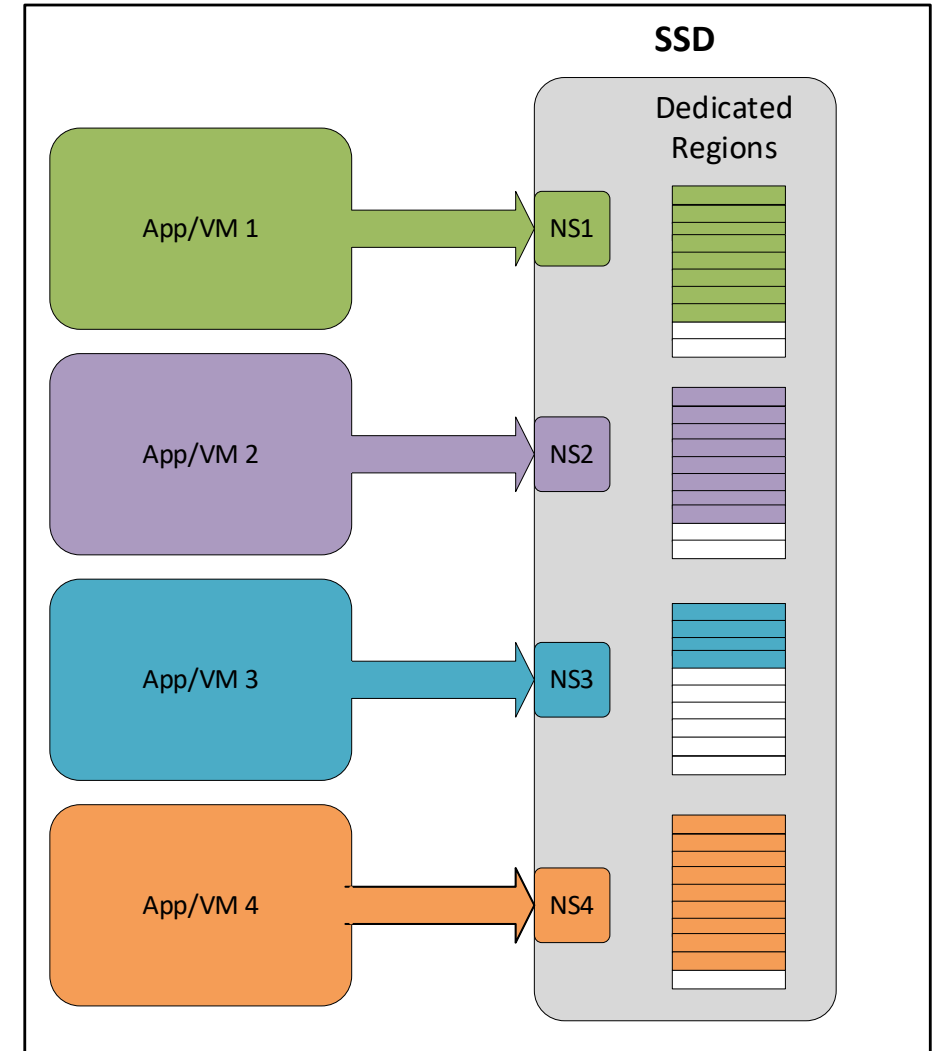 SSD
Dedicated
Regions
App/VM 1
NS1
App/VM 2
NS2
App/VM 3
NS3
App/VM 4
NS4